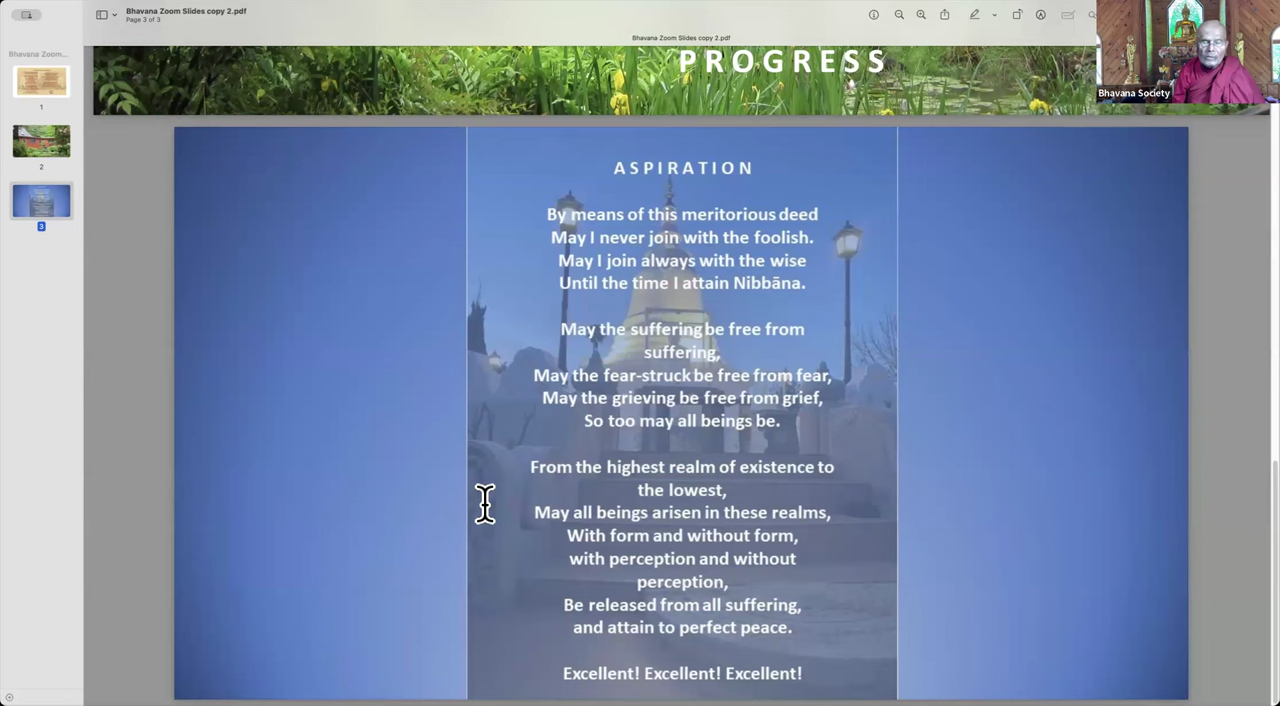 Bhavana Zoom Slides copy 2.pdf
Page 3 of 3
Bhavana Zoom Slides copy 2.pdf
Bhavana Zoom...
1
2
3
PROGRESS
Bhavana Society
ASPIRATION
By means of this meritorious deed
May I never join with the foolish.
May I join always with the wise
Until the time I attain Nibbāna.
May the suffering be free from
suffering,
May the fear-struck be free from fear,
May the grieving be free from grief,
So too may all beings be.
From the highest realm of existence to
the lowest,
May all beings arisen in these realms,
With form and without form,
with perception and without
perception,
Be released from all suffering,
and attain to perfect peace.
Excellent! Excellent! Excellent!